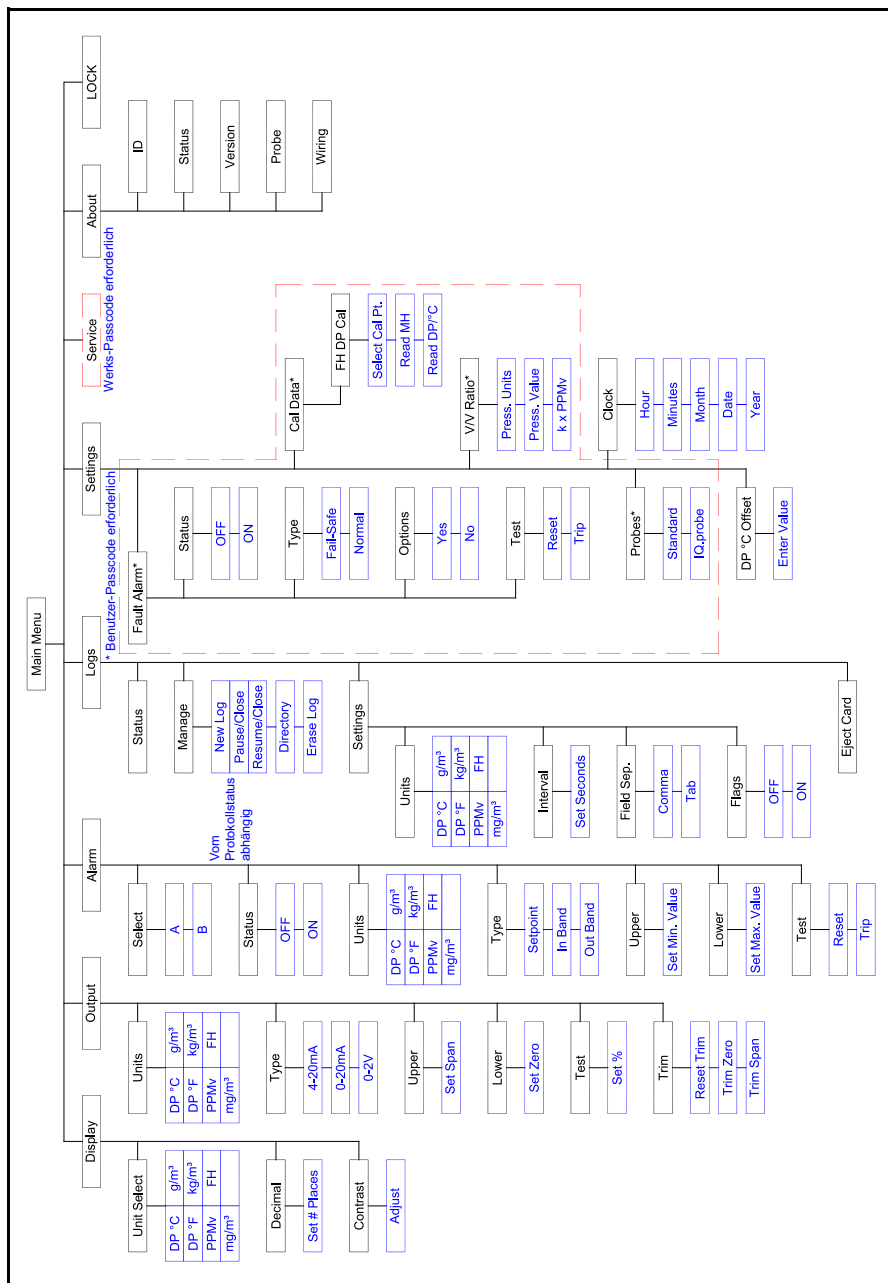 Main Menu
Display
Unit Select
DP °C g/m³
DP °F kg/m³
PPMv FH
mg/m³
Decimal
Set # Places
Contrast
Adjust
Output
Units
DP °C g/m³
DP °F kg/m³
PPMv FH
mg/m³
Type
4-20mA
0-20mA
0-2V
Upper
Set Span
Lower
Set Zero
Test
Set %
Trim
Reset Trim
Trim Zero
Trim Span
Alarm
Select
A
B
Status
OFF
ON
Units
DP °C g/m³
DP °F kg/m³
PPMv FH
mg/m³
Type
Setpoint
In Band
Out Band
Upper
Set Min. Value
Lower
Set Max. Value
Test
Reset
Trip
Logs
Status
Manage
New Log
Pause/Close
Resume/Close
Directory
Erase Log
Vom
Protokollstatus
abhängig
Settings
Units
DP °C g/m³
DP °F kg/m³
PPMv FH
mg/m³
Interval
Set Seconds
Field Sep.
Comma
Tab
Flags
OFF
ON
Eject Card
Settings
* Benutzer-Passcode erforderlich
Fault Alarm*
Status
OFF
ON
Type
Fail-Safe
Normal
Options
Yes
No
Test
Reset
Trip
Cal Data*
FH DP Cal
Select Cal Pt.
Read MH
Read DP/°C
V/V Ratio*
Press. Units
Press. Value
k x PPMv
Clock
Hour
Minutes
Month
Date
Year
Probes*
Standard
IQ.probe
DP °C Offset
Enter Value
Service
Werks-Passcode erforderlich
About
ID
Status
Version
Probe
Wiring
LOCK